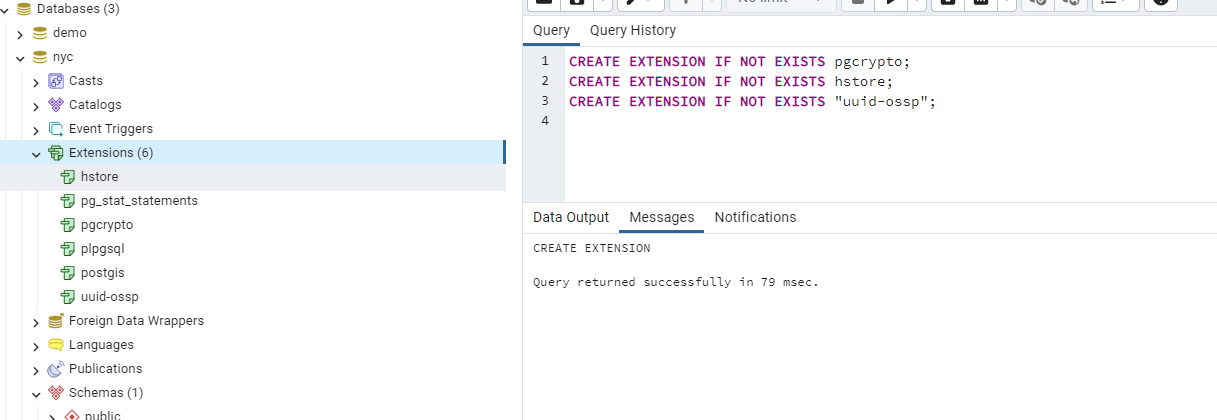 Databases (3)
demo
nyc
Casts
Catalogs
Event Triggers
Extensions (6)
hstore
pg_stat_statements
pgcrypto
plpgsql
postgis
uuid-ossp
Foreign Data Wrappers
Languages
Publications
Schemas (1)
public
No limit
Query Query History
1 CREATE EXTENSION IF NOT EXISTS pgcrypto;
2 CREATE EXTENSION IF NOT EXISTS hstore;
3 CREATE EXTENSION IF NOT EXISTS "uuid-ossp";
4
Data Output Messages Notifications
CREATE EXTENSION
Query returned successfully in 79 msec.